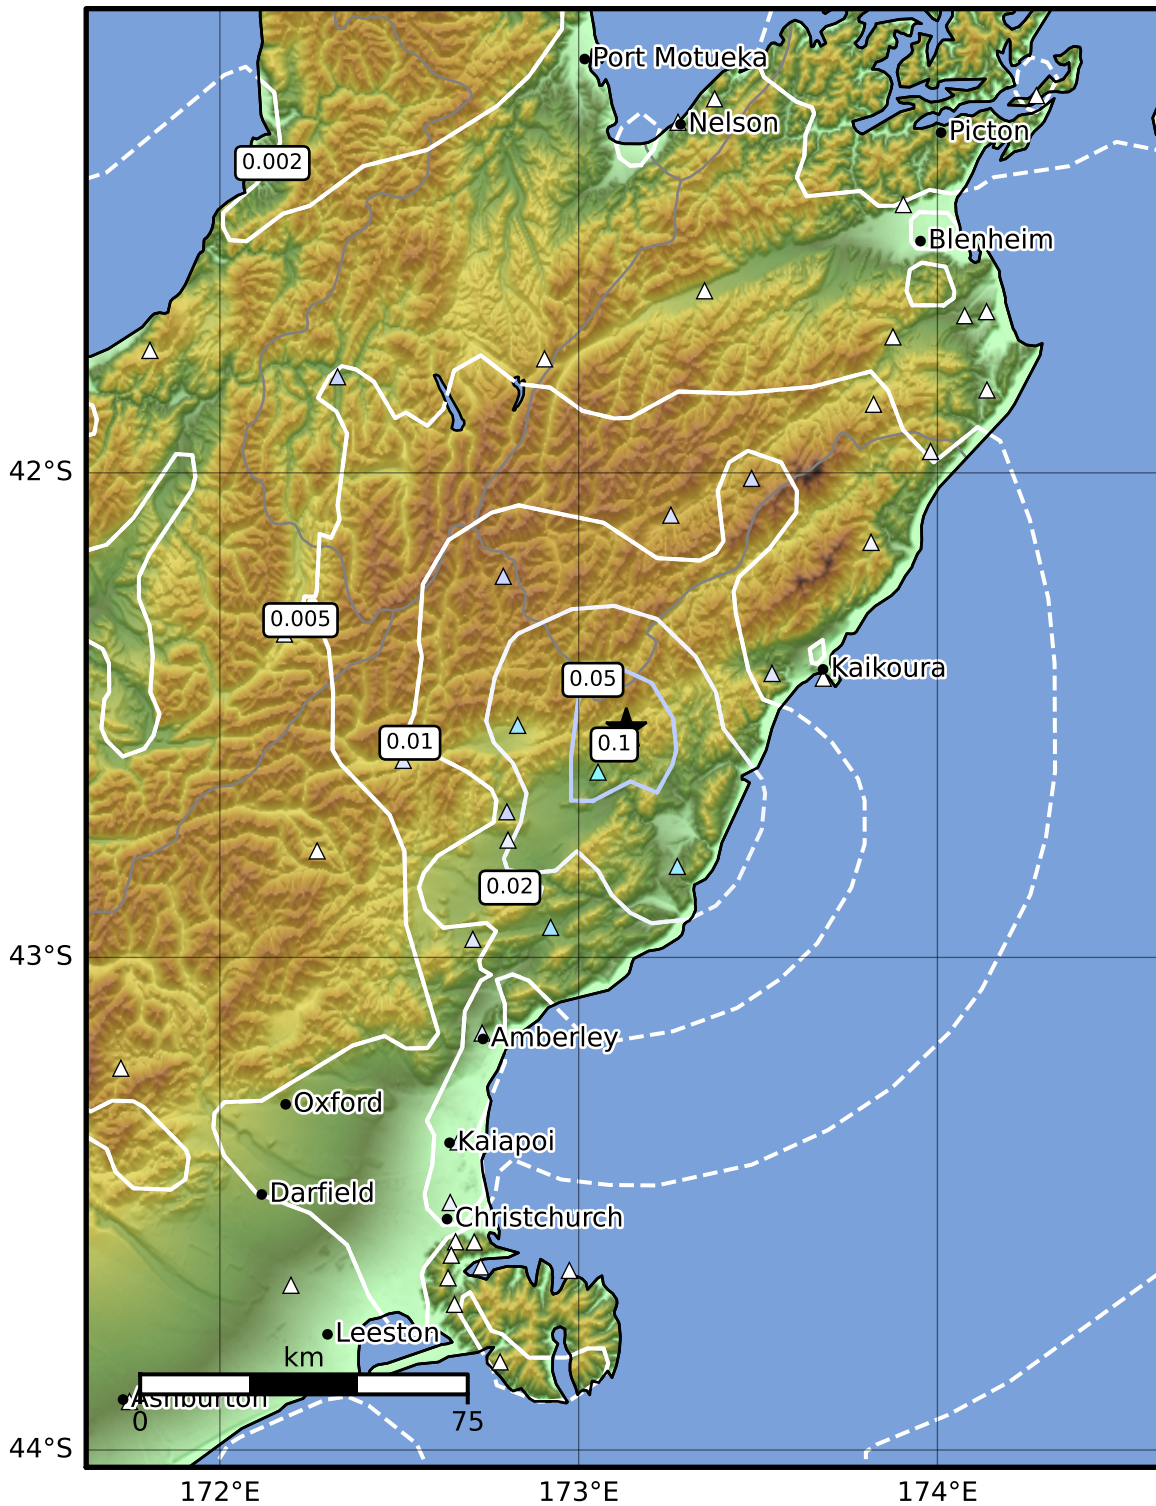 Port Motueka
Nelson
Picton
0.002
Blenheim
42°S
0.005
Kaikoura
0.05
0.01
0.1
0.02
43°S
Amberley
Oxford
Kaiapoi
Darfield
Christchurch
Leeston
km
Ashburton
0
75
44°S
172°E
173°E
174°E